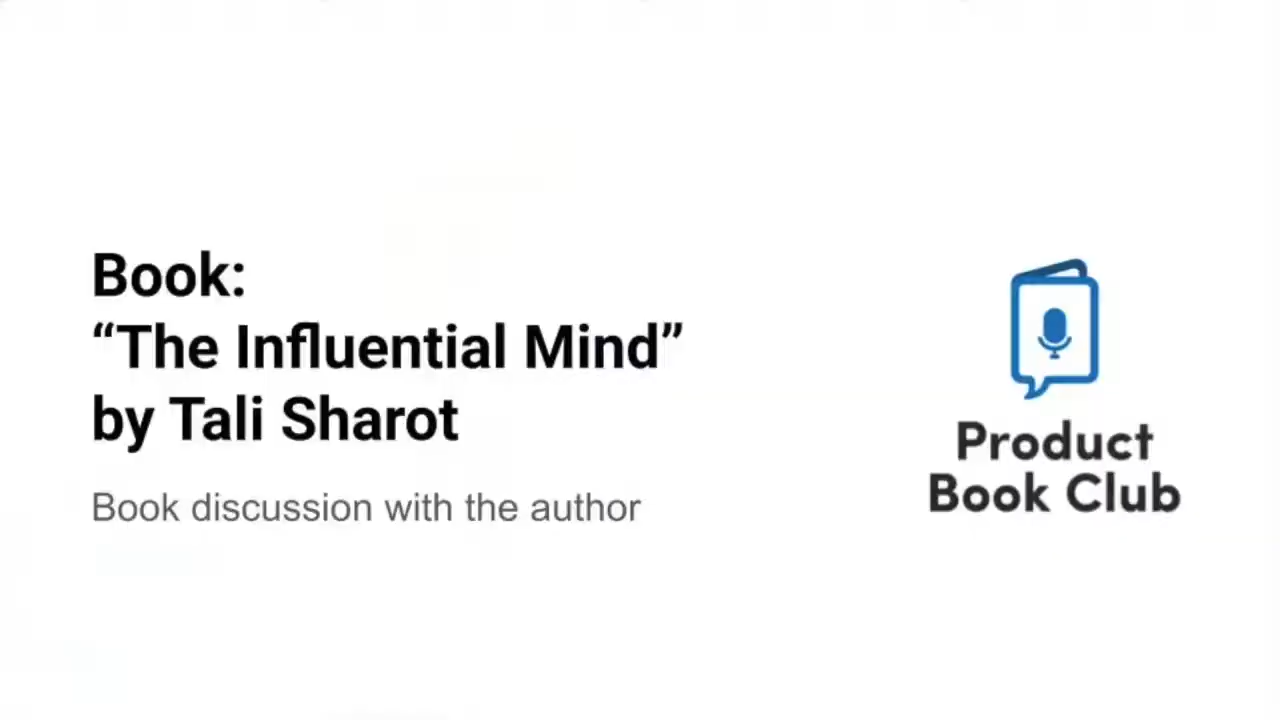 Book:
“The Influential Mind”
by Tali Sharot
Book discussion with the author
Product
Book Club